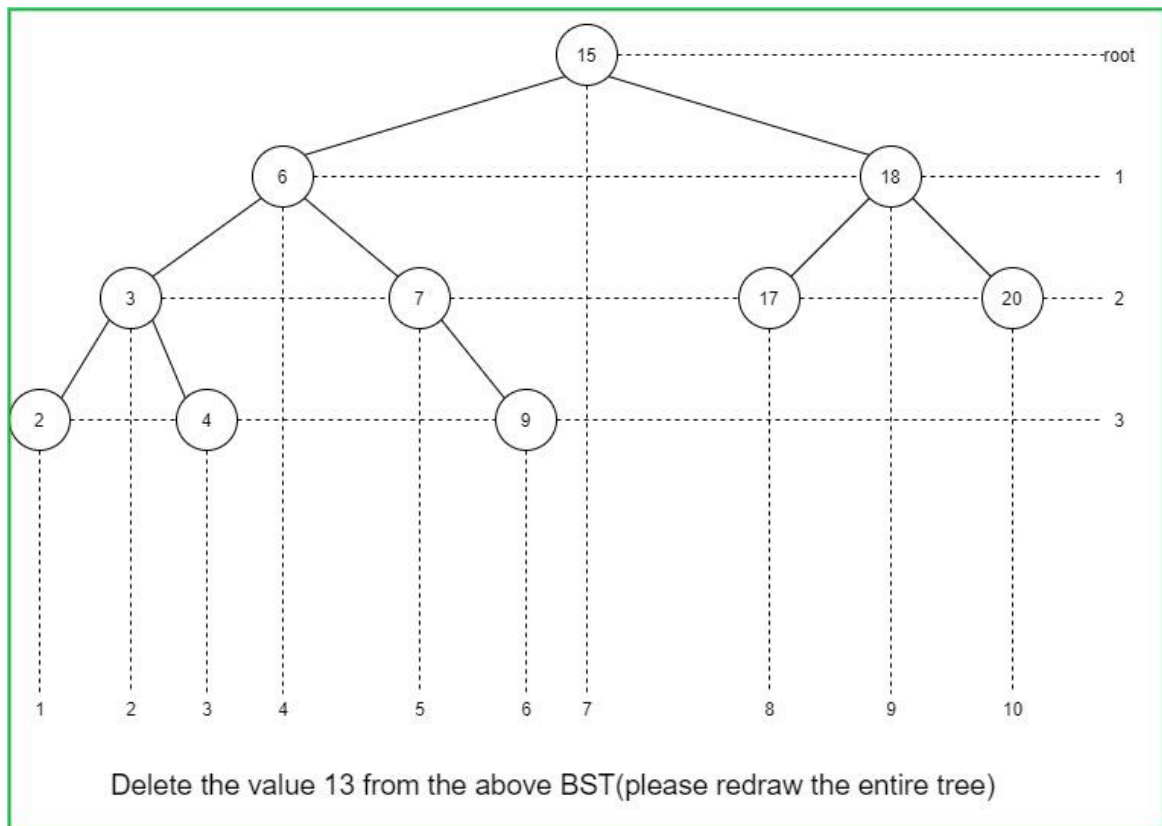 15 root
6 18 1
3 7 17 20 2
2 4 9 3
1 2 3 4 5 6 7 8 9 10
Delete the value 13 from the above BST(please redraw the entire tree)